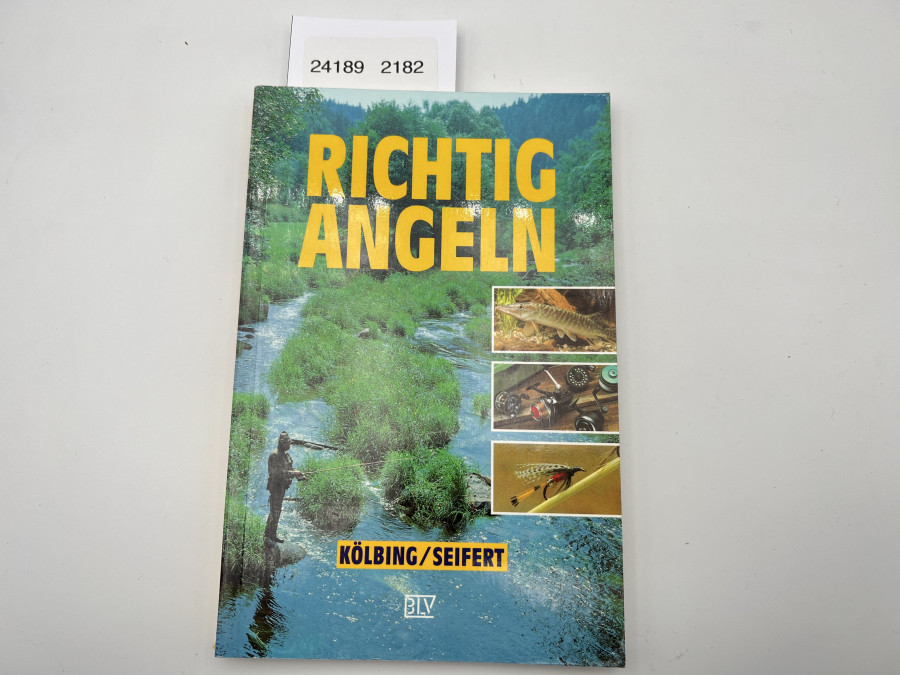 24189 2182
RICHTIG
ANGELN
KÖLBING/SEIFERT
BLV